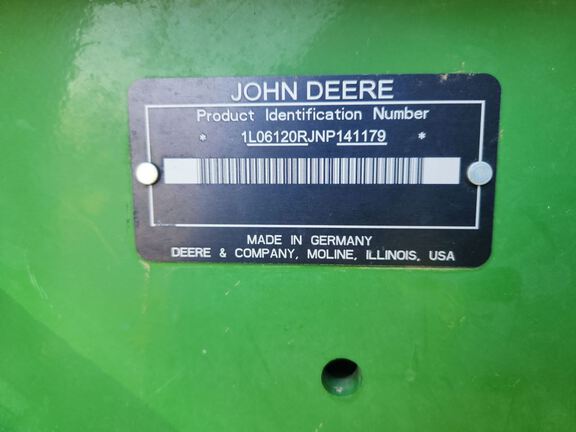 JOHN DEERE
Product Identification Number
* 1L06120RJNP141179 *
MADE IN GERMANY
DEERE & COMPANY, MOLINE, ILLINOIS, USA